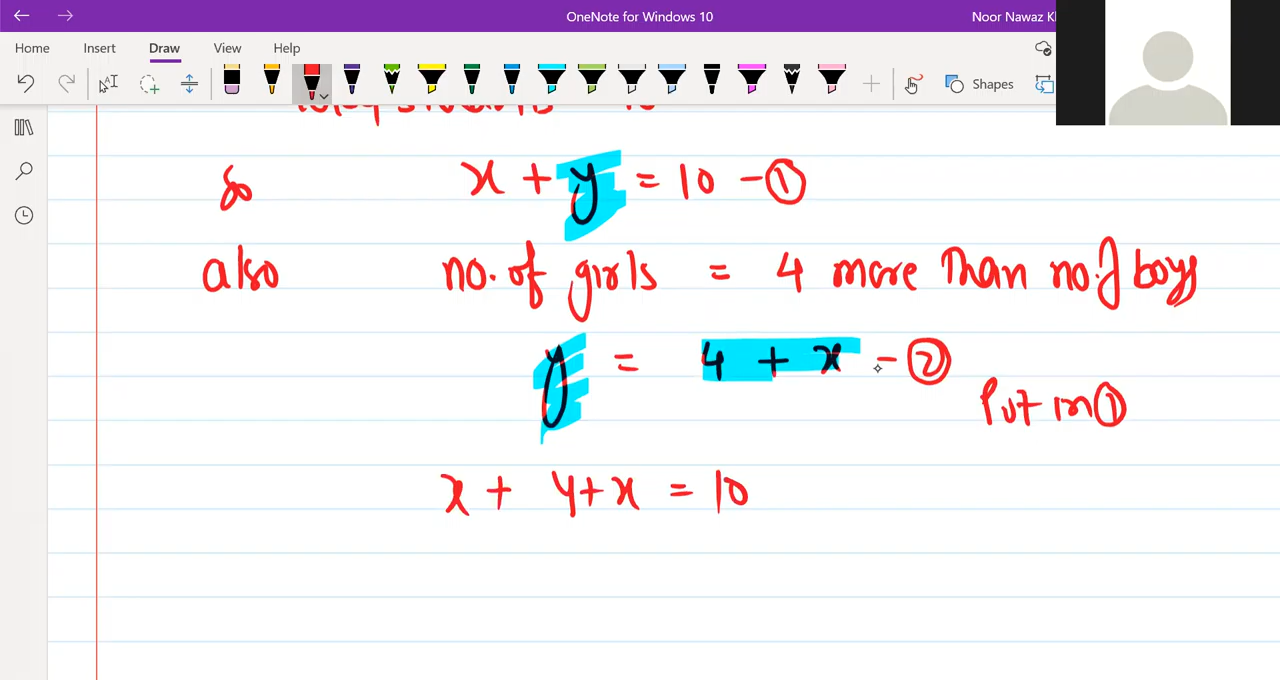 OneNote for Windows 10
Noor Nawaz Kh
Home Insert Draw View Help
Shapes
so x + y = 10 - ①
also no. of girls = 4 more than no. of boys
y = 4 + x - ②
Put in ①
x + 4 + x = 10